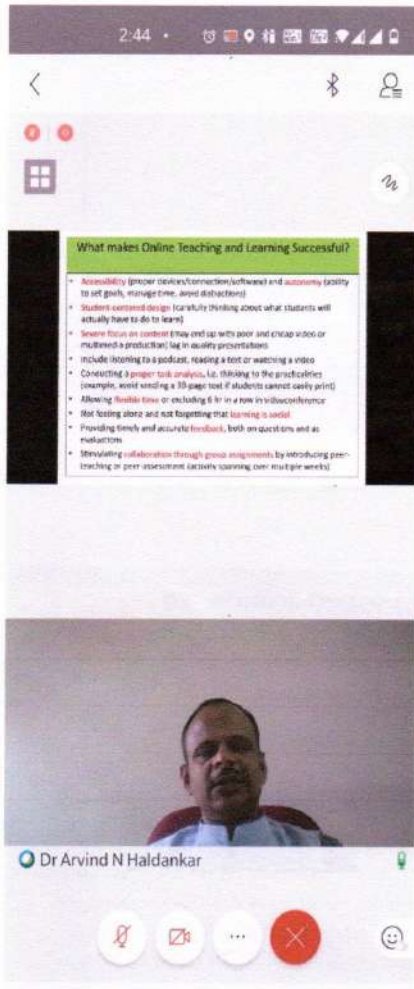 2:44
What makes Online Teaching and Learning Successful?
• Accessibility (proper devices/connection/software) and autonomy (ability
to set goals, manage time, avoid distractions)
• Student-centered design (carefully thinking about what students will
actually have to do to learn)
• Severe focus on content (may end up with poor and cheap video or
multimedia production) lag in quality presentations
• Include listening to a podcast, reading a text or watching a video
• Conducting a proper task analysis, i.e. thinking to the practicalities
(example, avoid sending a 30-page text if students cannot easily print)
• Allowing flexible time or excluding 6 hr in a row in videoconference
• Not feeling alone and not forgetting that learning is social
• Providing timely and accurate feedback, both on questions and as
evaluations
• Stimulating collaboration through group assignments by introducing peer-
teaching or peer-assessment (activity spanning over multiple weeks)
Dr Arvind N Haldankar